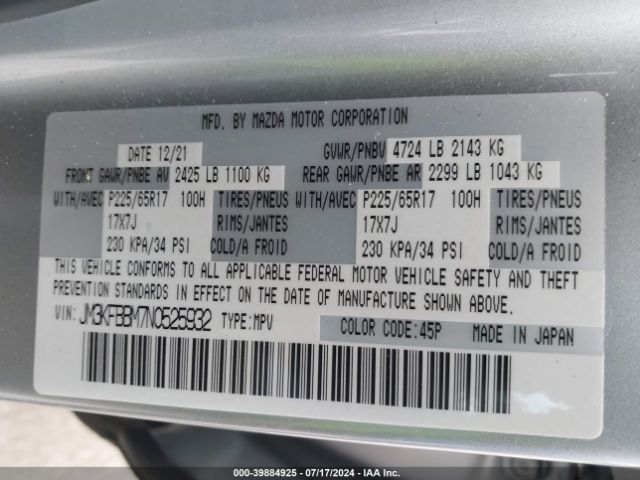 MFD. BY MAZDA MOTOR CORPORATION
DATE 12/21 GVWR/PNBV 4724 LB 2143 KG
FRONT GAWR/PNBE AV 2425 LB 1100 KG REAR GAWR/PNBE AR 2299 LB 1043 KG
WITH/AVEC P225/65R17 100H TIRES/PNEUS WITH/AVEC P225/65R17 100H TIRES/PNEUS
17X7J RIMS/JANTES 17X7J RIMS/JANTES
230 KPA/34 PSI COLD/A FROID 230 KPA/34 PSI COLD/A FROID
THIS VEHICLE CONFORMS TO ALL APPLICABLE FEDERAL MOTOR VEHICLE SAFETY AND THEFT
PREVENTION STANDARDS IN EFFECT ON THE DATE OF MANUFACTURE SHOWN ABOVE.
VIN: JM3KFBBM7N0525932 TYPE:MPV COLOR CODE:45P MADE IN JAPAN
000-39884925 - 07/17/2024 - IAA Inc.